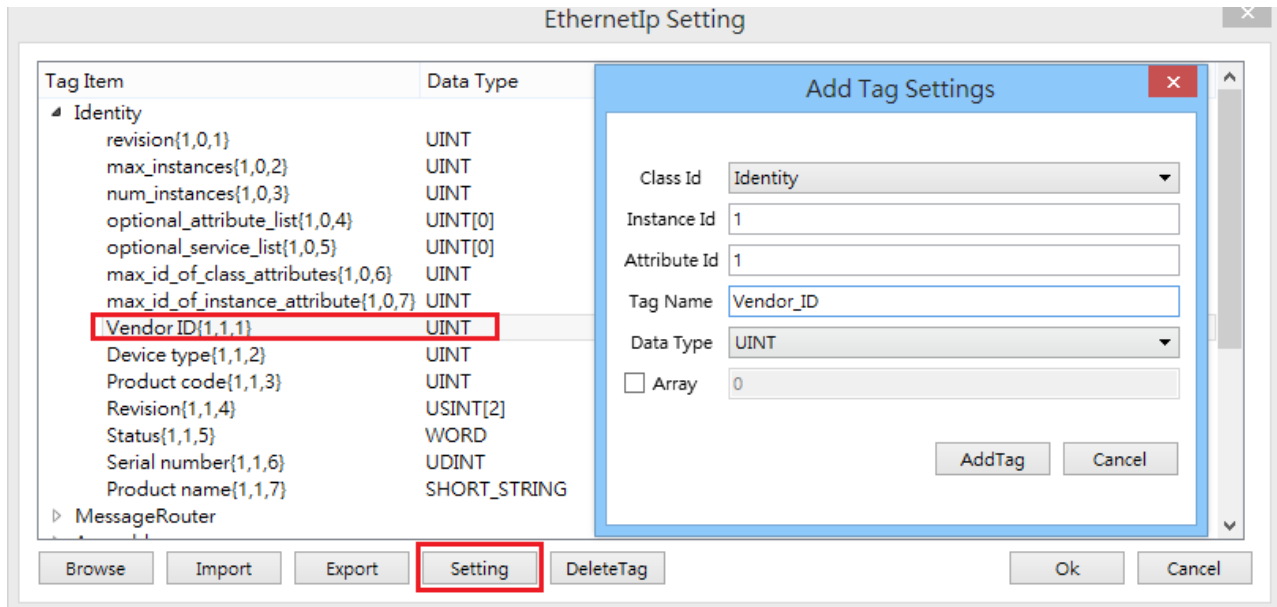 EthernetIp Setting
Tag Item Data Type
Identity
revision{1,0,1} UINT
max_instances{1,0,2} UINT
num_instances{1,0,3} UINT
optional_attribute_list{1,0,4} UINT[0]
optional_service_list{1,0,5} UINT[0]
max_id_of_class_attributes{1,0,6} UINT
max_id_of_instance_attribute{1,0,7} UINT
Vendor ID{1,1,1} UINT
Device type{1,1,2} UINT
Product code{1,1,3} UINT
Revision{1,1,4} USINT[2]
Status{1,1,5} WORD
Serial number{1,1,6} UDINT
Product name{1,1,7} SHORT_STRING
MessageRouter
Add Tag Settings
Class Id Identity
Instance Id 1
Attribute Id 1
Tag Name Vendor_ID
Data Type UINT
Array 0
AddTag Cancel
Browse Import Export Setting DeleteTag Ok Cancel